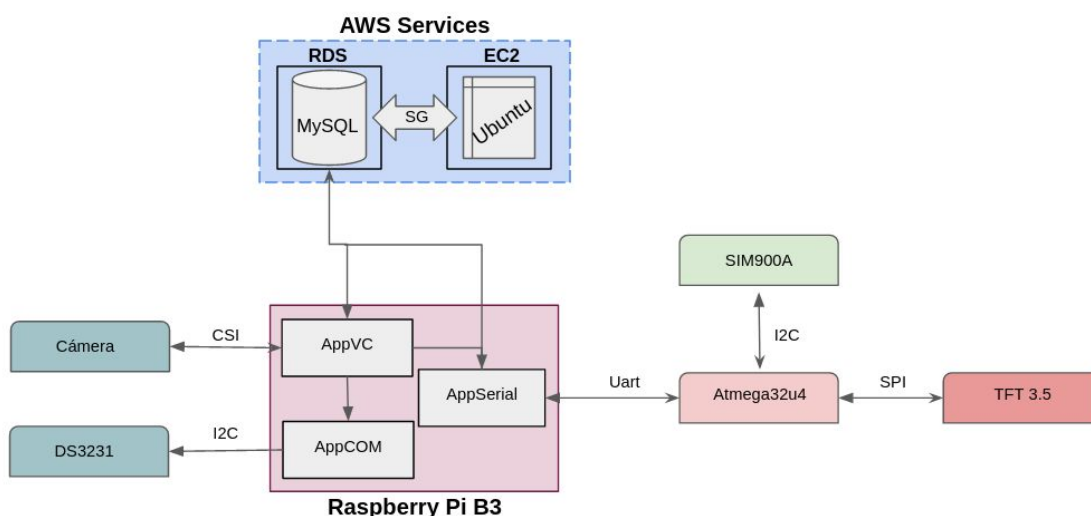 AWS Services
RDS
EC2
MySQL
SG
Ubuntu
SIM900A
I2C
Cámera
CSI
AppVC
AppSerial
Uart
Atmega32u4
SPI
TFT 3.5
DS3231
I2C
AppCOM
Raspberry Pi B3